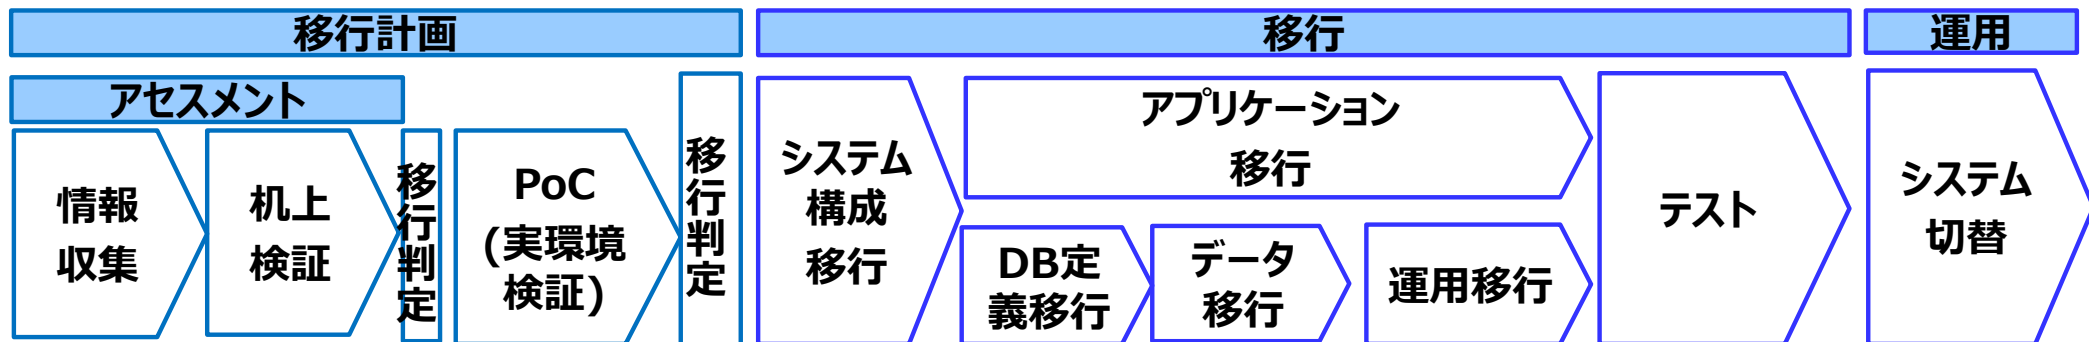 移行計画
移行
運用
アセスメント
情報
収集
机上
検証
移行判定
PoC
(実環境
検証)
移行判定
システム
構成
移行
アプリケーション
移行
DB定
義移行
データ
移行
運用移行
テスト
システム
切替